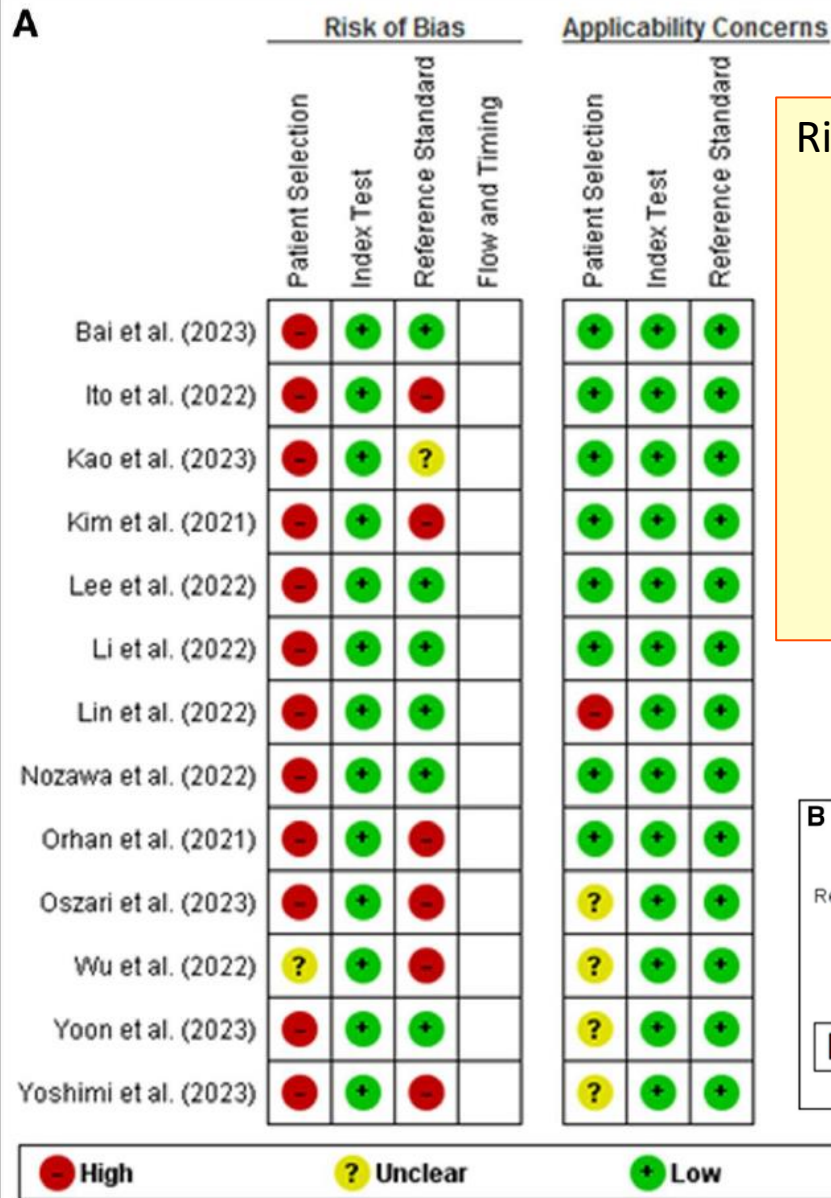 A
Risk of Bias
Applicability Concerns
Patient Selection
Index Test
Reference Standard
Flow and Timing
Patient Selection
Index Test
Reference Standard
Bai et al. (2023) - + + + + +
Ito et al. (2022) - + - + + +
Kao et al. (2023) - + ? + + +
Kim et al. (2021) - + - + + +
Lee et al. (2022) - + + + + +
Li et al. (2022) - + + + + +
Lin et al. (2022) - + + - + +
Nozawa et al. (2022) - + + + + +
Orhan et al. (2021) - + - + + +
Oszari et al. (2023) - + - ? + +
Wu et al. (2022) ? + - ? + +
Yoon et al. (2023) - + + ? + +
Yoshimi et al. (2023) - + - ? + +
- High ? Unclear + Low
Ri
B